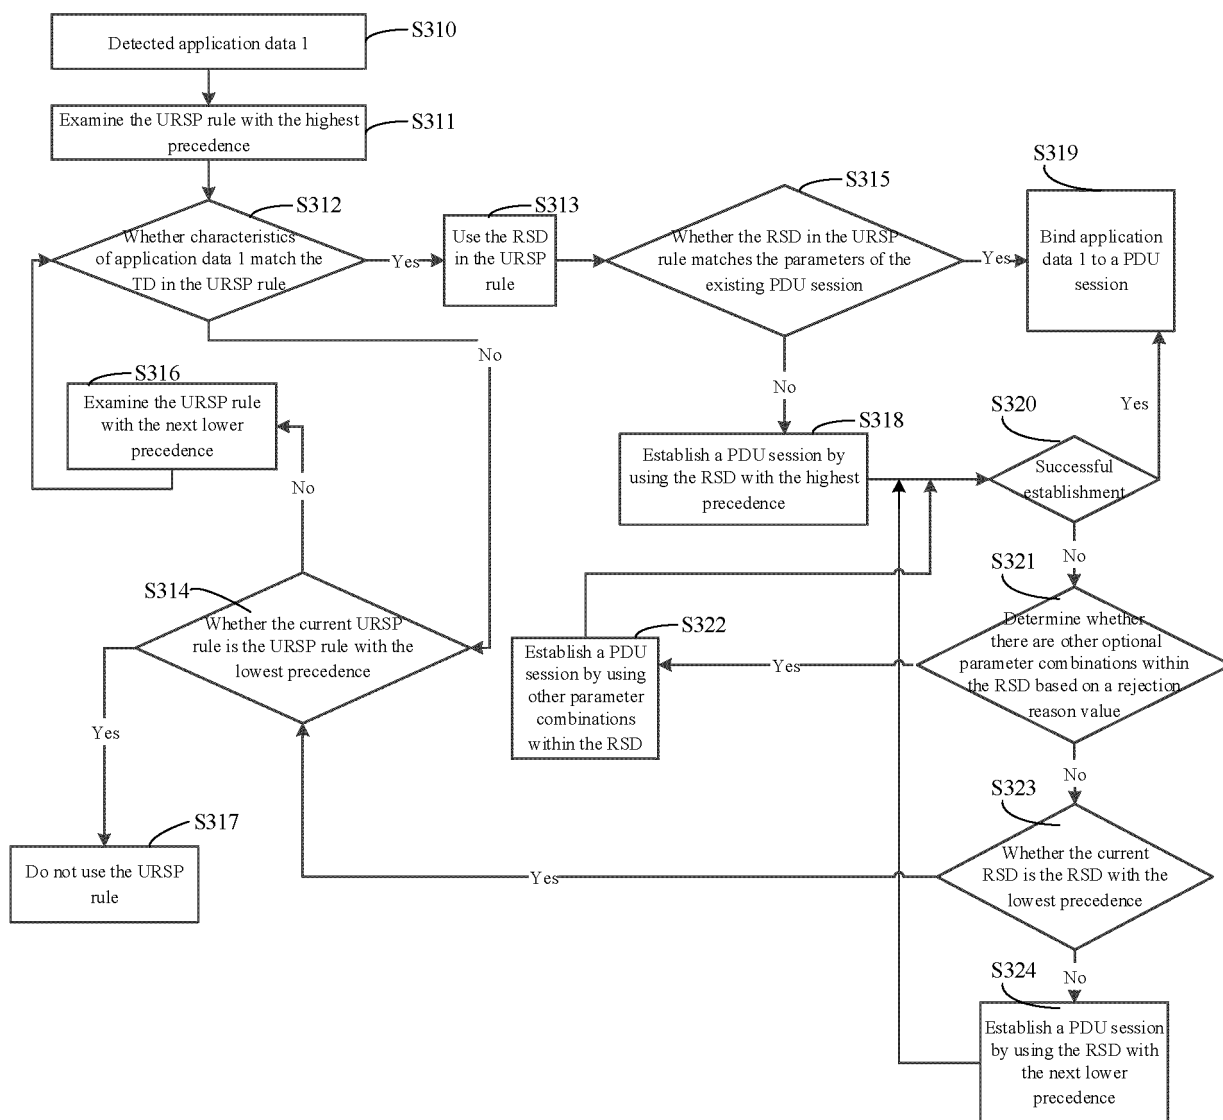 Detected application data 1
S310
Examine the URSP rule with the highest
precedence
S311
S312
Whether characteristics
of application data 1 match the
TD in the URSP rule
Yes
S313
Use the RSD
in the URSP
rule
S315
Whether the RSD in the URSP
rule matches the parameters of the
existing PDU session
Yes
S319
Bind application
data 1 to a PDU
session
No
S316
Examine the URSP rule
with the next lower
precedence
No
No
S318
Establish a PDU session by
using the RSD with the highest
precedence
S320
Successful
establishment
Yes
No
S314
Whether the current URSP
rule is the URSP rule with the
lowest precedence
Yes
S317
Do not use the URSP
rule
S322
Establish a PDU
session by using
other parameter
combinations
within the RSD
Yes
S321
Determine whether
there are other optional
parameter combinations within
the RSD based on a rejection
reason value
No
S323
Whether the current
RSD is the RSD with the
lowest precedence
Yes
No
S324
Establish a PDU session
by using the RSD with
the next lower
precedence